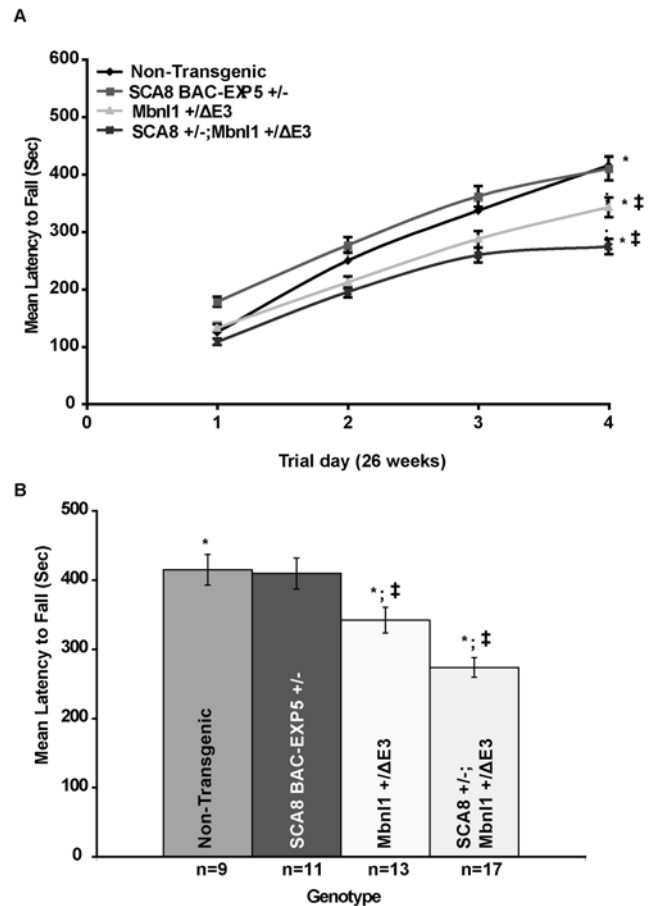 A
600
500
400
300
200
100
0
Mean Latency to Fall (Sec)
Non-Transgenic
SCA8 BAC-EXP5 +/-
Mbnl1 +/ΔE3
SCA8 +/-;Mbnl1 +/ΔE3
*
* ‡
* ‡
0 1 2 3 4
Trial day (26 weeks)
B
500
400
300
200
100
0
Mean Latency to Fall (Sec)
*
*; ‡
*; ‡
Non-Transgenic
SCA8 BAC-EXP5 +/-
Mbnl1 +/ΔE3
SCA8 +/-;
Mbnl1 +/ΔE3
n=9 n=11 n=13 n=17
Genotype